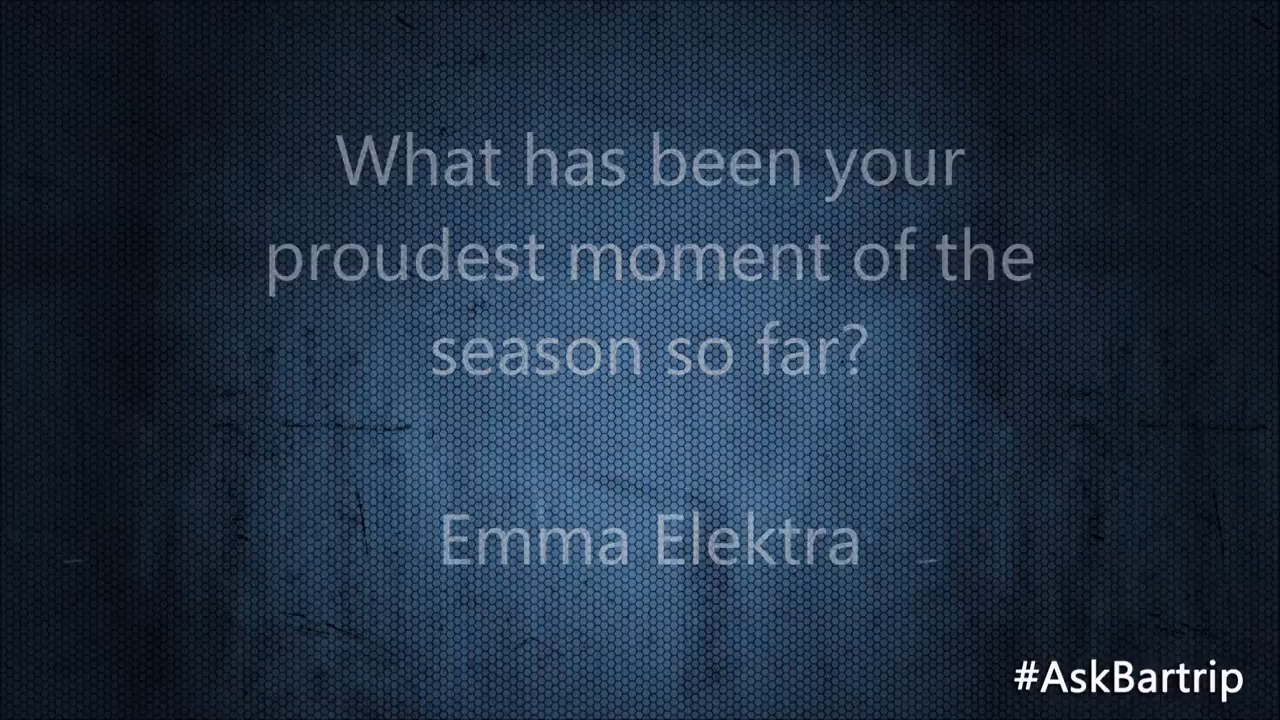 What has been your
proudest moment of the
season so far?
Emma Elektra
#AskBartrip